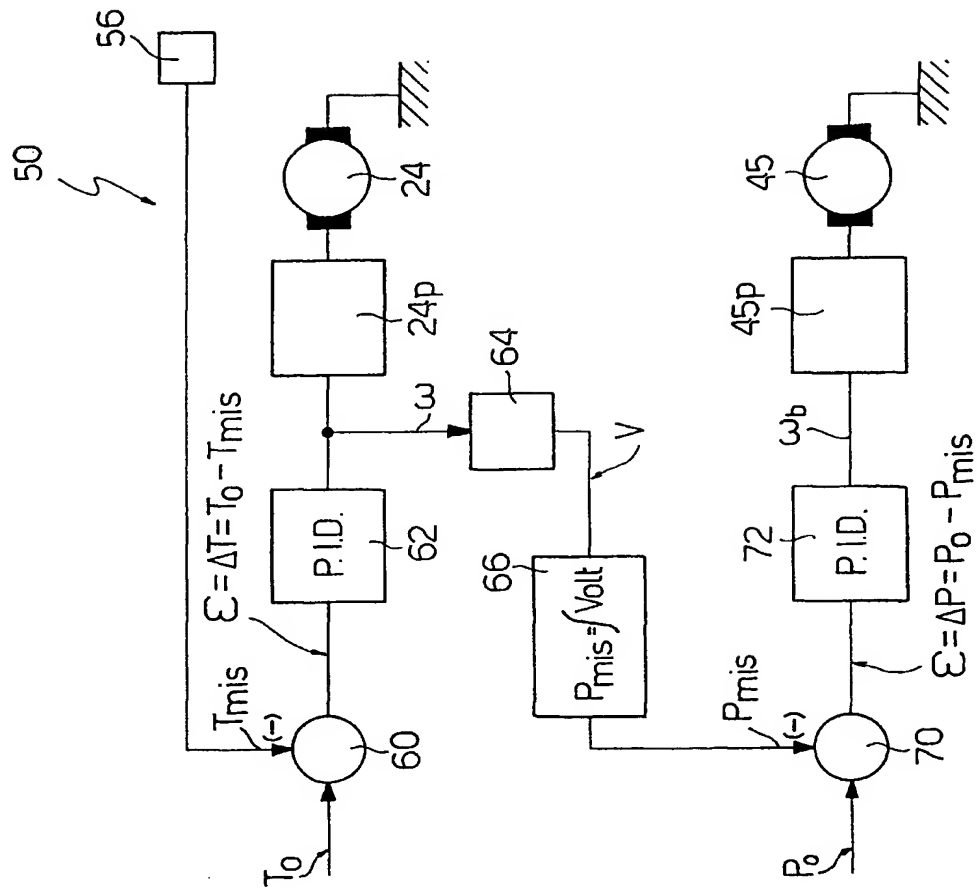 50
56
T₀
Tmis
(-)
60
ε = ΔT = T₀ - Tmis
P.I.D.
62
24p
24
ω
64
V
66
Pmis = ∫Volt
Pmis
(-)
P₀
70
ε = ΔP = P₀ - Pmis
P.I.D.
72
ωb
45p
45